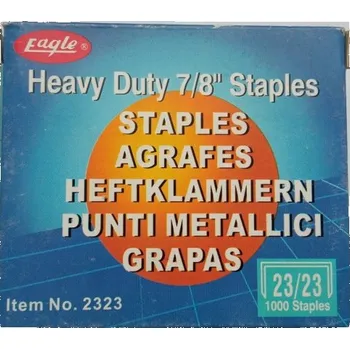 Eagle®
Heavy Duty 7/8" Staples
STAPLES
AGRAFES
HEFTKLAMMERN
PUNTI METALLICI
GRAPAS
23/23
1000 Staples
Item No. 2323